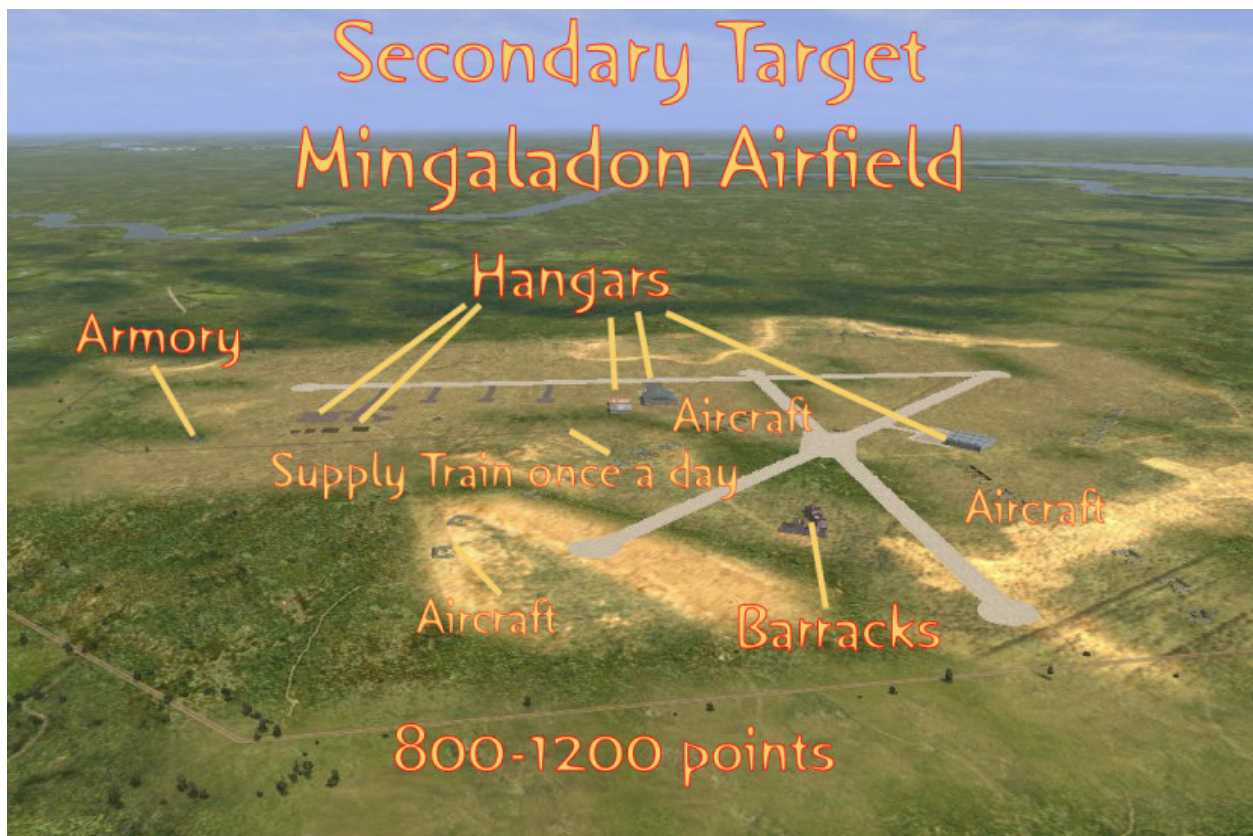 Secondary Target
Mingaladon Airfield
Hangars
Armory
Aircraft
Supply Train once a day
Aircraft
Aircraft
Barracks
800-1200 points